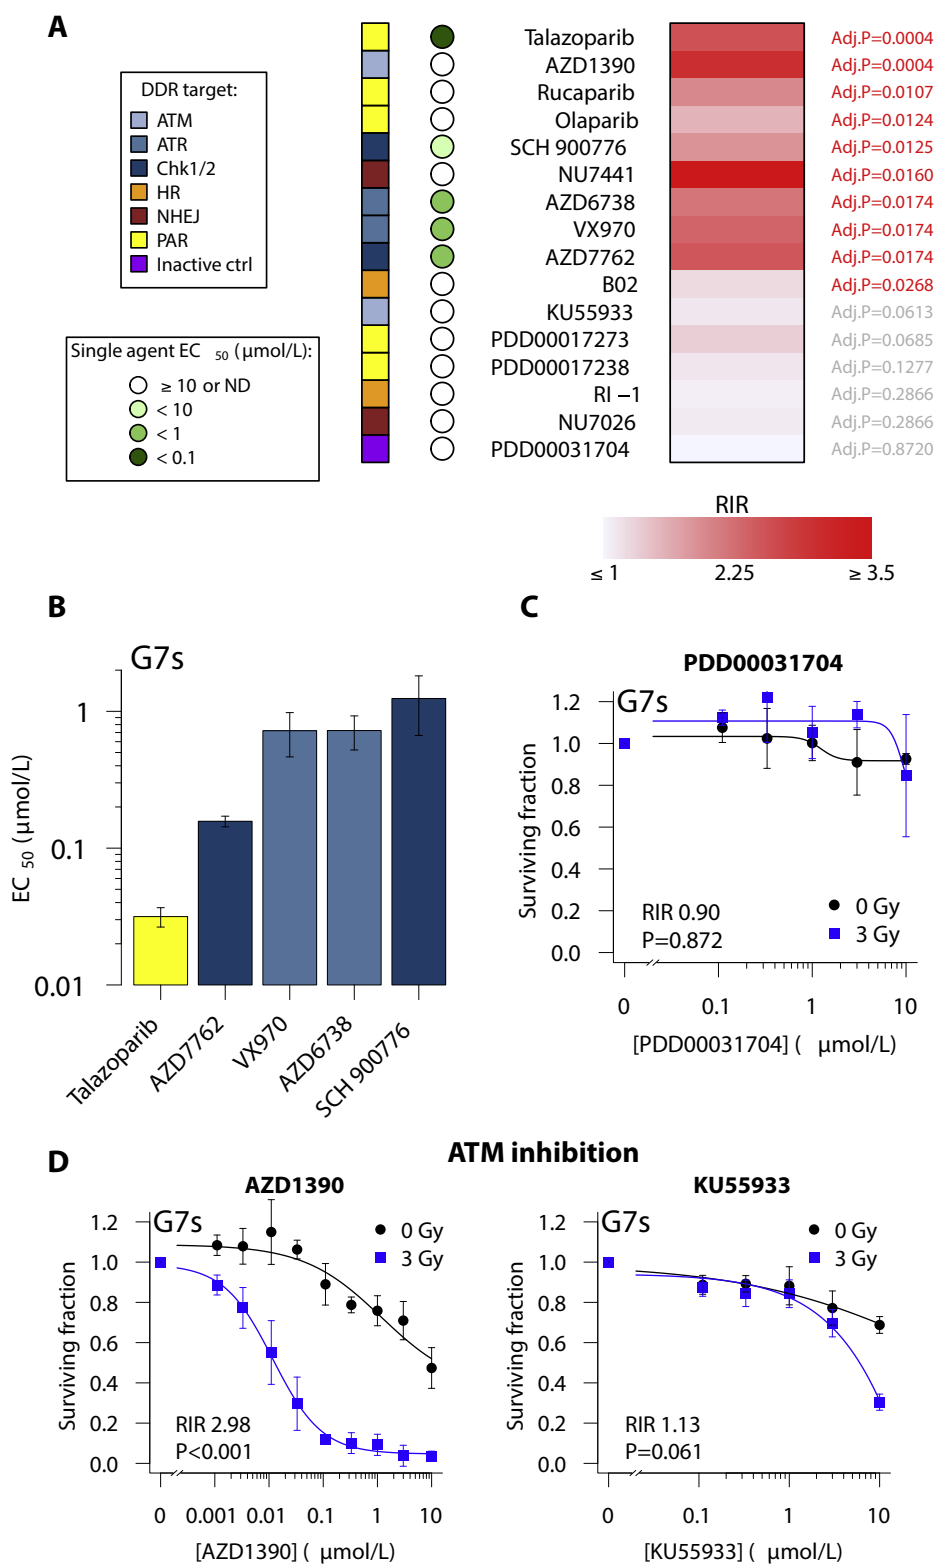 A
DDR target:
ATM
ATR
Chk1/2
HR
NHEJ
PAR
Inactive ctrl
Single agent EC 50 (μmol/L):
≥ 10 or ND
< 10
< 1
< 0.1
Talazoparib Adj.P=0.0004
AZD1390 Adj.P=0.0004
Rucaparib Adj.P=0.0107
Olaparib Adj.P=0.0124
SCH 900776 Adj.P=0.0125
NU7441 Adj.P=0.0160
AZD6738 Adj.P=0.0174
VX970 Adj.P=0.0174
AZD7762 Adj.P=0.0174
B02 Adj.P=0.0268
KU55933 Adj.P=0.0613
PDD00017273 Adj.P=0.0685
PDD00017238 Adj.P=0.1277
RI −1 Adj.P=0.2866
NU7026 Adj.P=0.2866
PDD00031704 Adj.P=0.8720
RIR
≤ 1 2.25 ≥ 3.5
B
G7s
EC 50 (μmol/L)
1
0.1
0.01
Talazoparib
AZD7762
VX970
AZD6738
SCH 900776
C
PDD00031704
G7s
Surviving fraction
1.2
1.0
0.8
0.6
0.4
0.2
0.0
RIR 0.90
P=0.872
0 Gy
3 Gy
0 0.1 1 10
[PDD00031704] ( μmol/L)
D
ATM inhibition
AZD1390
G7s
Surviving fraction
1.2
1.0
0.8
0.6
0.4
0.2
0.0
0 Gy
3 Gy
RIR 2.98
P<0.001
0 0.001 0.01 0.1 1 10
[AZD1390] ( μmol/L)
KU55933
G7s
Surviving fraction
1.2
1.0
0.8
0.6
0.4
0.2
0.0
0 Gy
3 Gy
RIR 1.13
P=0.061
0 0.1 1 10
[KU55933] ( μmol/L)